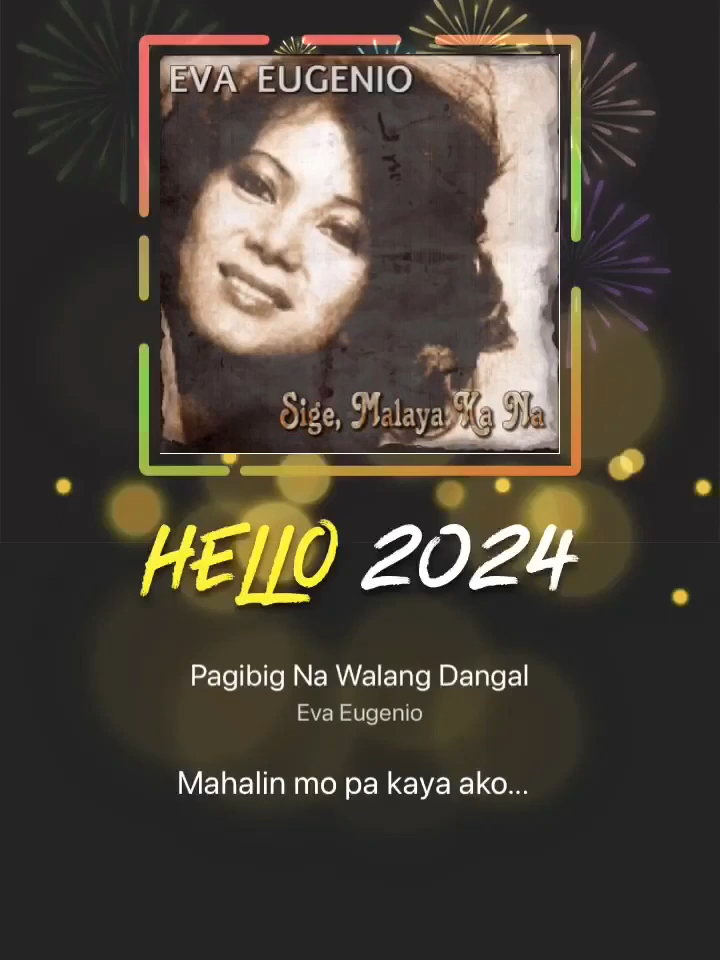 EVA EUGENIO
Sige, Malaya Ka Na
HELLO 2024
Pagibig Na Walang Dangal
Eva Eugenio
Mahalin mo pa kaya ako...